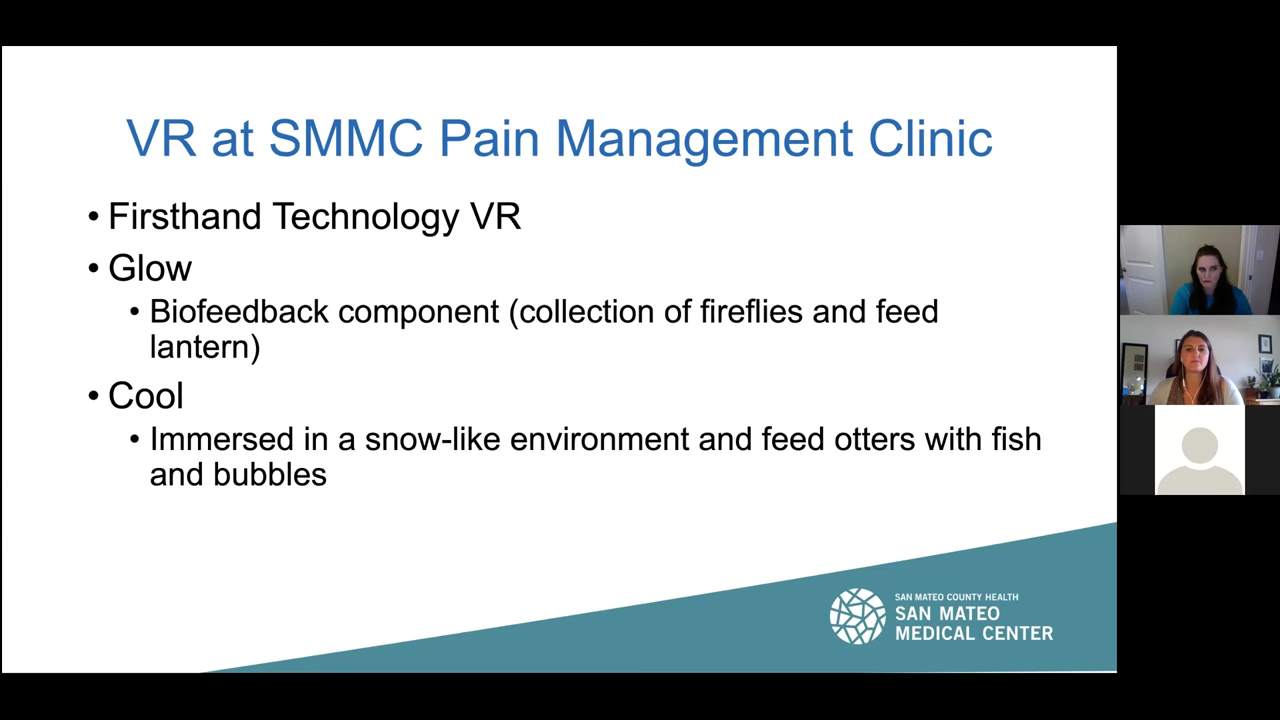 VR at SMMC Pain Management Clinic
• Firsthand Technology VR
• Glow
• Biofeedback component (collection of fireflies and feed
lantern)
• Cool
• Immersed in a snow-like environment and feed otters with fish
and bubbles
SAN MATEO COUNTY HEALTH
SAN MATEO
MEDICAL CENTER